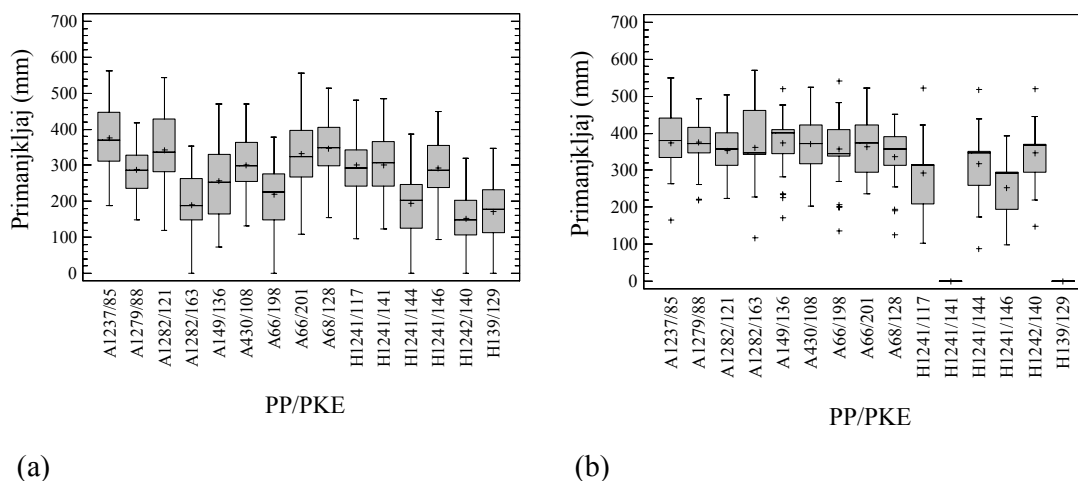 Primanjkljaj (mm)
700
600
500
400
300
200
100
0
A1237/85
A1279/88
A1282/121
A1282/163
A149/136
A430/108
A66/198
A66/201
A68/128
H1241/117
H1241/141
H1241/144
H1241/146
H1242/140
H139/129
PP/PKE
(a)
Primanjkljaj (mm)
700
600
500
400
300
400
100
0
A1237/85
A1279/88
A1282/121
A1282/163
A149/136
A430/108
A66/198
A66/201
A68/128
H1241/117
H1241/141
H1241/144
H1241/146
H1242/140
H139/129
PP/PKE
(b)